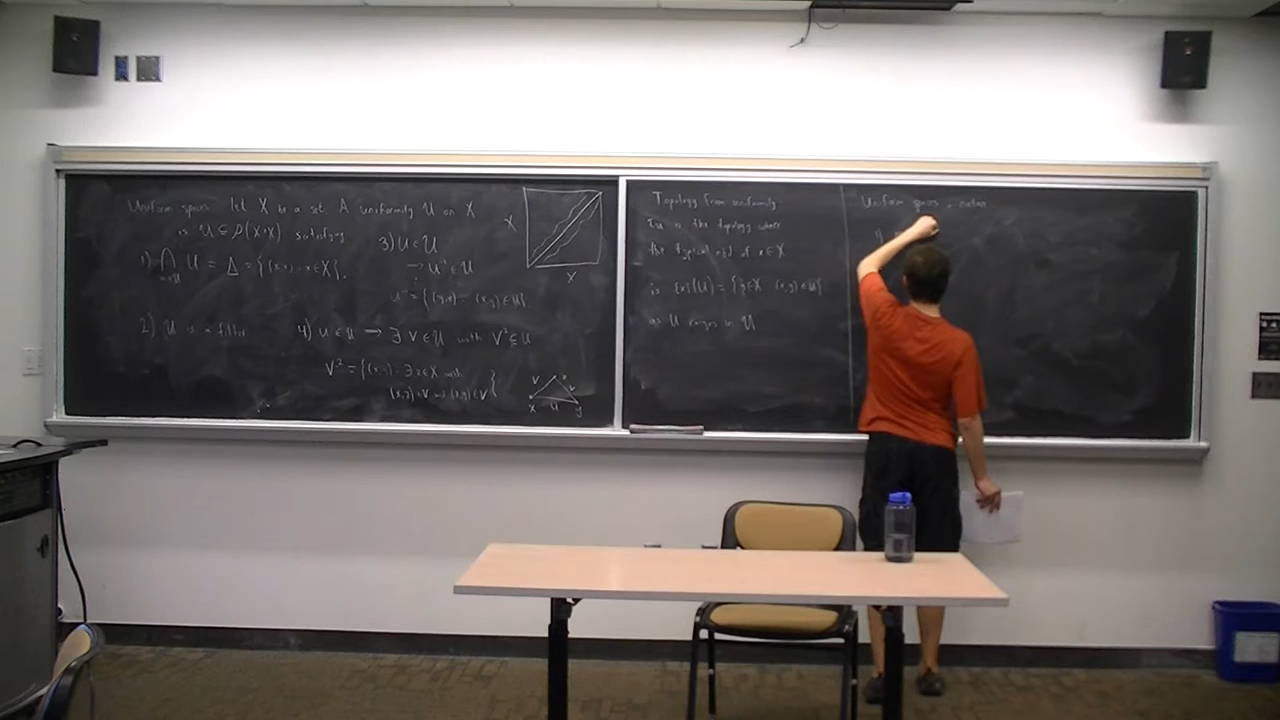 Uniform spaces Let X be a set A uniformity 𝒰 on X
is 𝒰 ⊆ P(X×X) satisfying
1) ⋂ U = Δ = {(x,x) : x∈X}.
2) 𝒰 is a filter
3) U ∈ 𝒰
→ U⁻¹ ∈ 𝒰
U⁻¹ = {(y,x) : (x,y) ∈ U}
4) U ∈ 𝒰 → ∃ V ∈ 𝒰 with V² ⊆ U
V² = {(x,y) : ∃ z∈X with
(x,z) ∈ V and (z,y) ∈ V}
X
X
V z V
x U y
Topology from uniformity
is the topology where
the typical nbd of x∈X
is {x}(U) = {y∈X (x,y) ∈ U}
as U ranges in 𝒰
Uniform spaces
1)